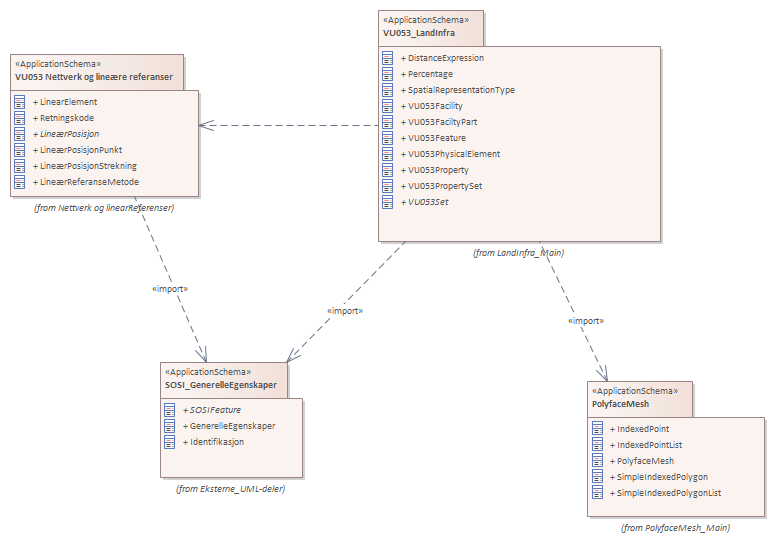 «ApplicationSchema»
VU053_LandInfra
+ DistanceExpression
+ Percentage
+ SpatialRepresentationType
+ VU053Facility
+ VU053FaciltyPart
+ VU053Feature
+ VU053PhysicalElement
+ VU053Property
+ VU053PropertySet
+ VU053Set
(from LandInfra_Main)
«ApplicationSchema»
VU053 Nettverk og lineære referanser
+ LinearElement
+ Retningskode
+ LineærPosisjon
+ LineærPosisjonPunkt
+ LineærPosisjonStrekning
+ LineærReferanseMetode
(from Nettverk og linearReferenser)
«import»
«import»
«import»
«ApplicationSchema»
SOSI_GenerelleEgenskaper
+ SOSIFeature
+ GenerelleEgenskaper
+ Identifikasjon
(from Eksterne_UML-deler)
«ApplicationSchema»
PolyfaceMesh
+ IndexedPoint
+ IndexedPointList
+ PolyfaceMesh
+ SimpleIndexedPolygon
+ SimpleIndexedPolygonList
(from PolyfaceMesh_Main)